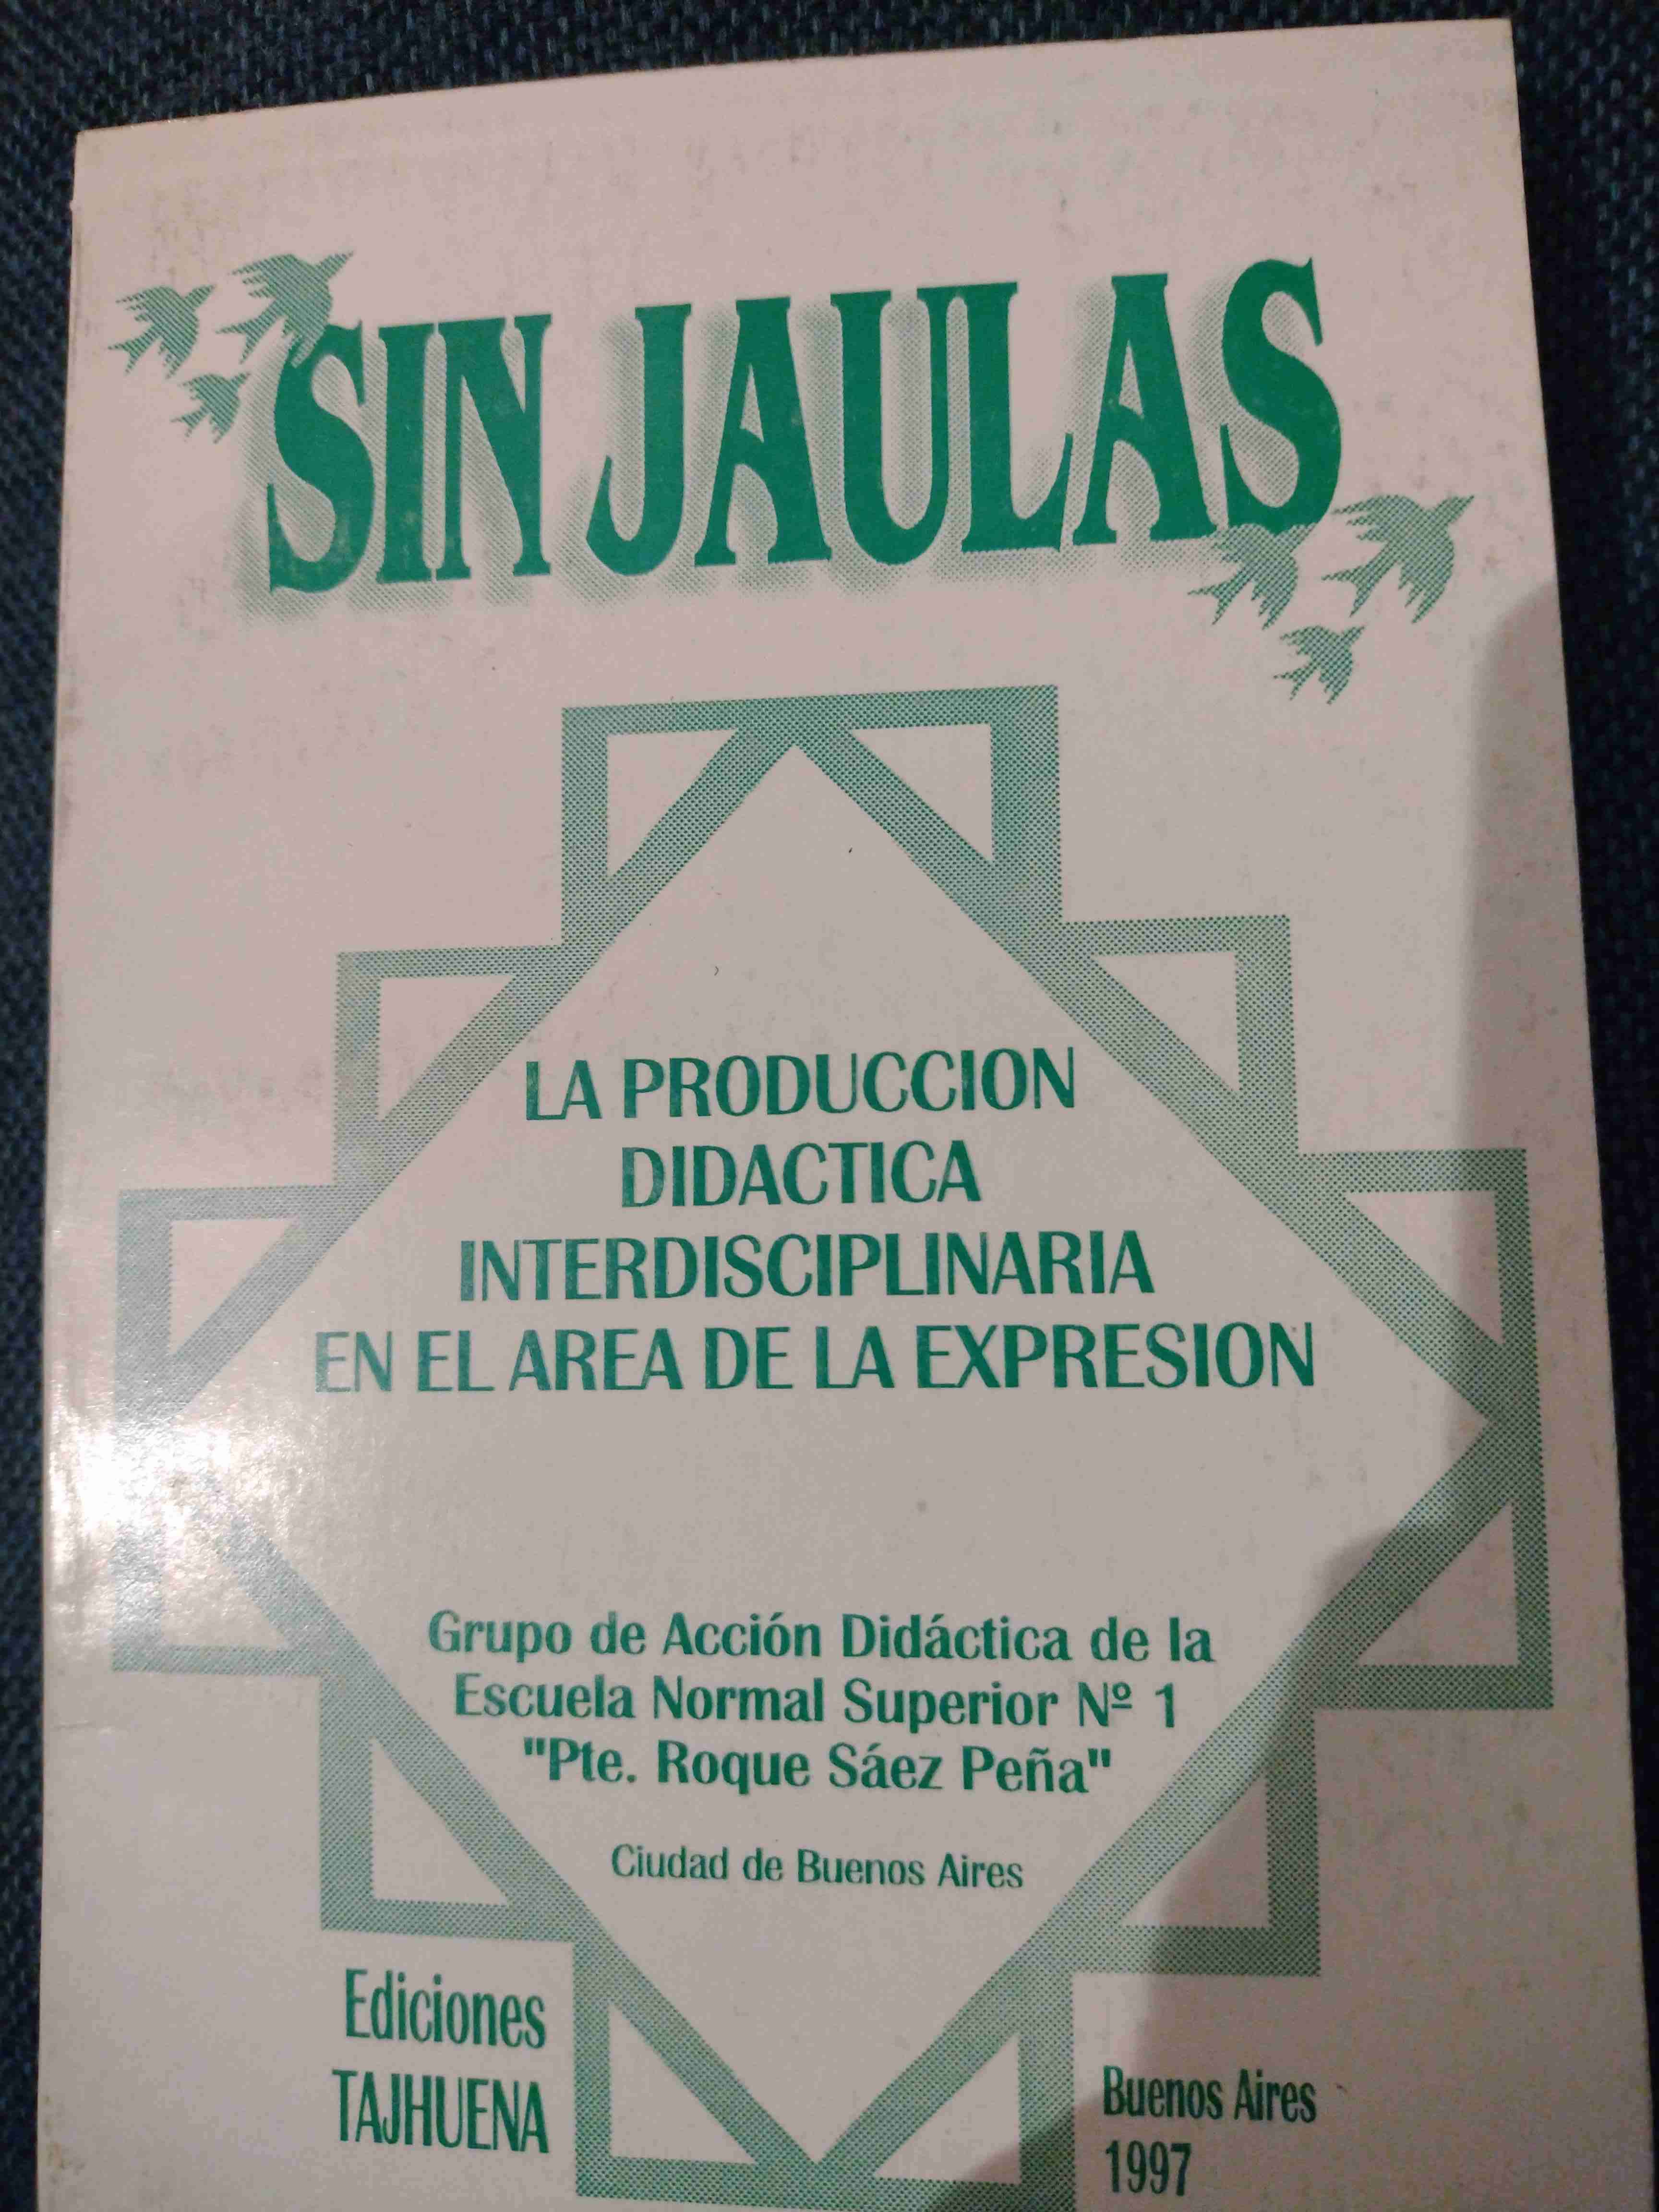 SIN JAULAS
LA PRODUCCION
DIDACTICA
INTERDISCIPLINARIA
EN EL AREA DE LA EXPRESION
Grupo de Acción Didáctica de la
Escuela Normal Superior Nº 1
"Pte. Roque Sáez Peña"
Ciudad de Buenos Aires
Ediciones
TAJHUENA
Buenos Aires
1997